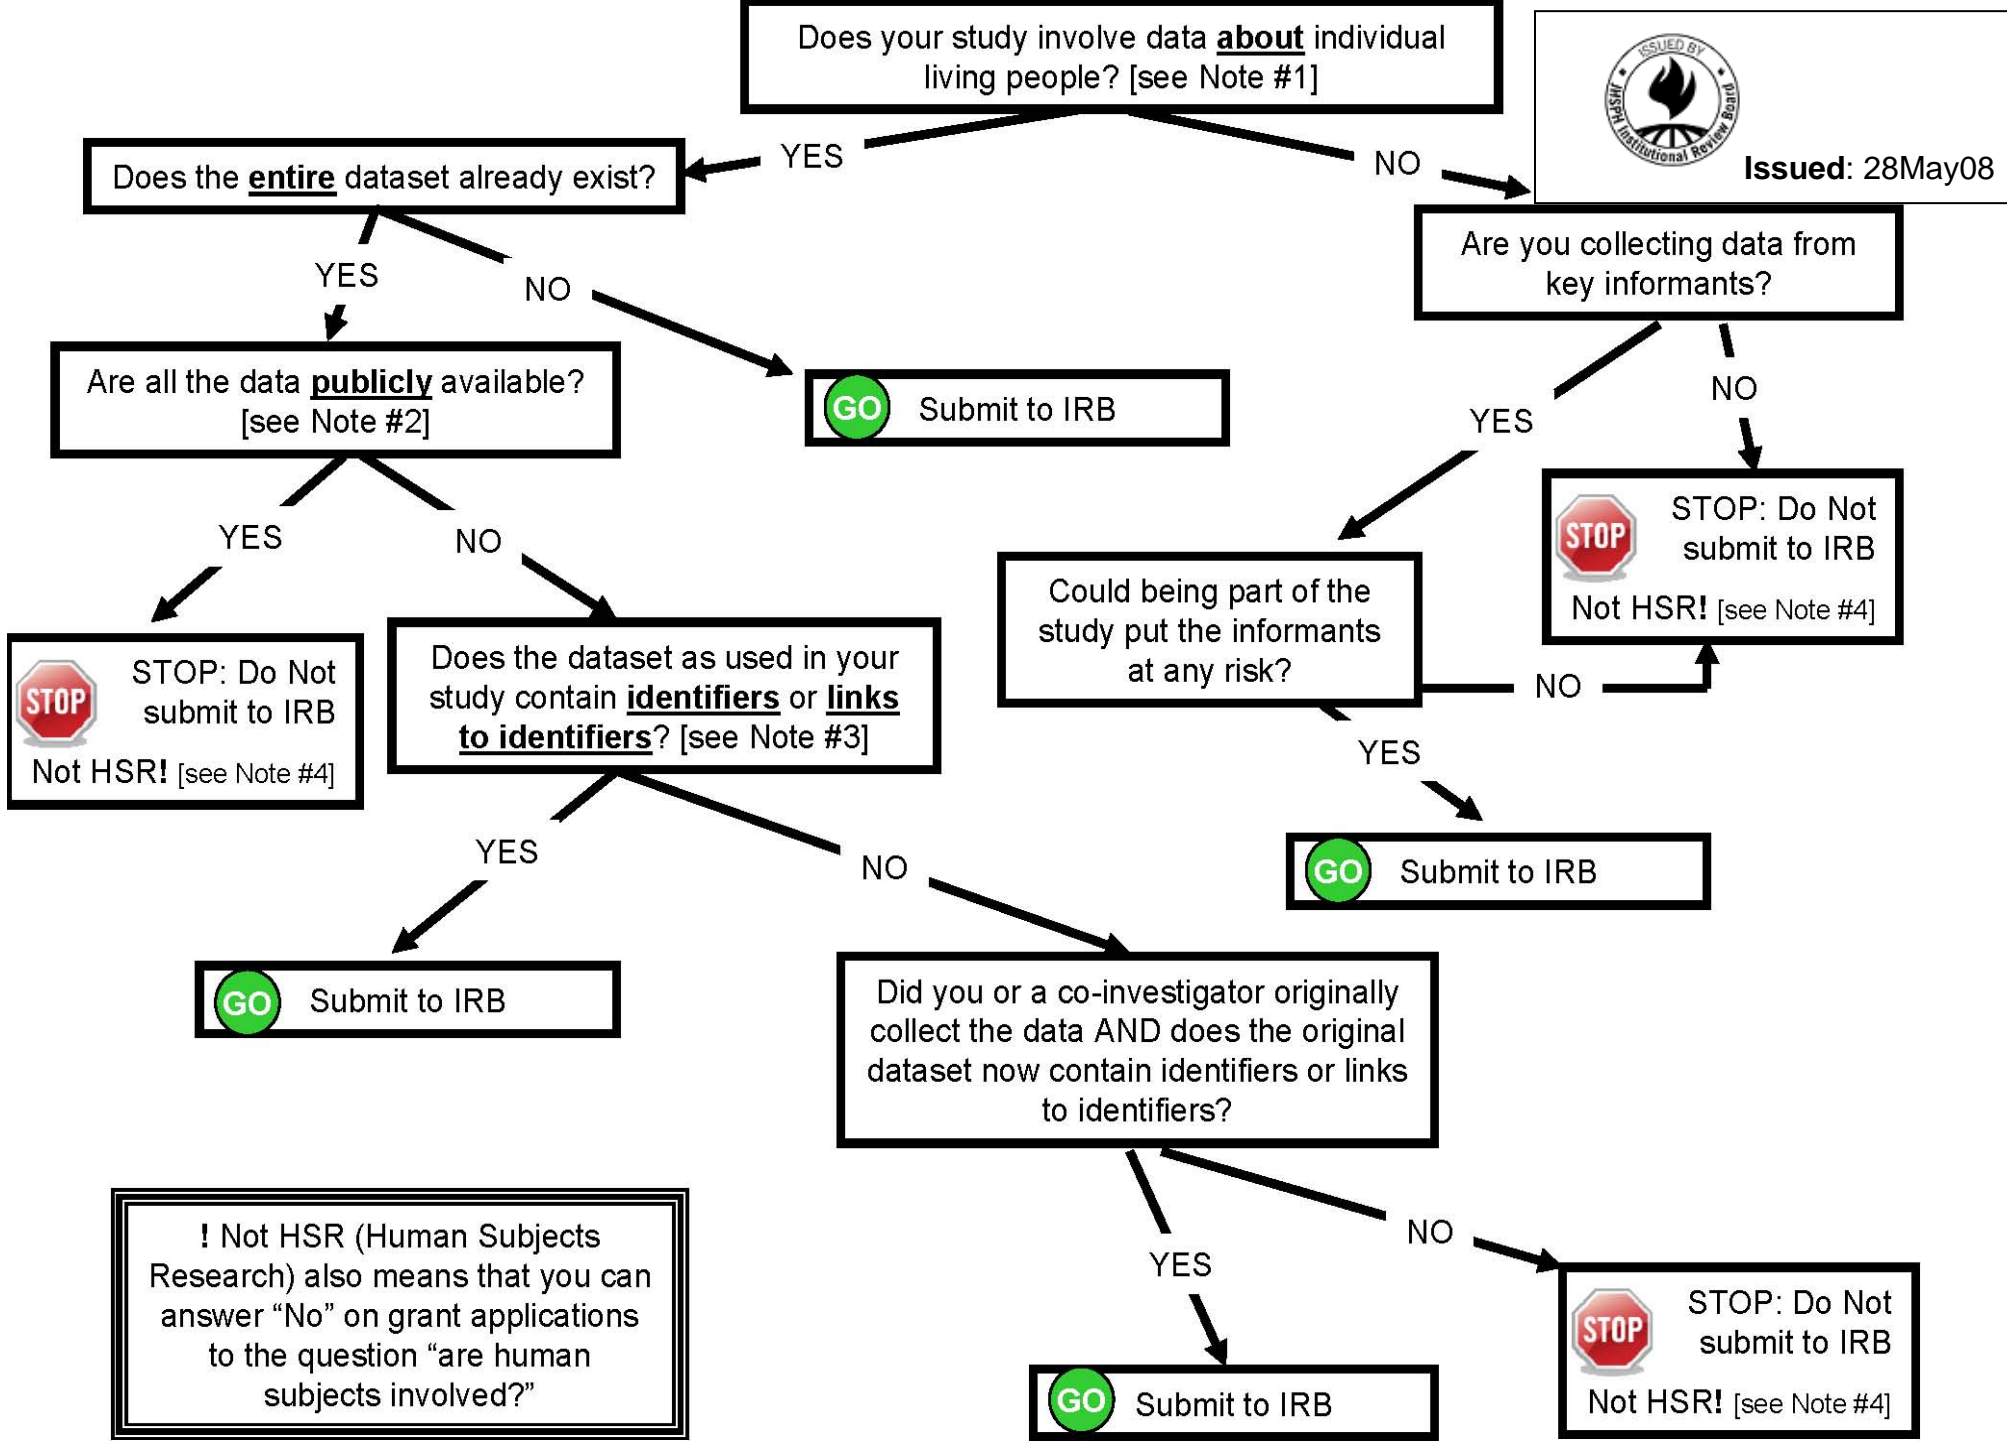 Does your study involve data about individual
living people? [see Note #1]
ISSUED BY
JHSPH Institutional Review Board
Issued: 28May08
YES
NO
Does the entire dataset already exist?
Are you collecting data from
key informants?
YES
NO
YES
NO
Are all the data publicly available?
[see Note #2]
GO Submit to IRB
STOP
STOP: Do Not
submit to IRB
Not HSR! [see Note #4]
YES
NO
Could being part of the
study put the informants
at any risk?
NO
YES
STOP
STOP: Do Not
submit to IRB
Not HSR! [see Note #4]
Does the dataset as used in your
study contain identifiers or links
to identifiers? [see Note #3]
GO Submit to IRB
YES
NO
GO Submit to IRB
Did you or a co-investigator originally
collect the data AND does the original
dataset now contain identifiers or links
to identifiers?
YES
NO
! Not HSR (Human Subjects
Research) also means that you can
answer “No” on grant applications
to the question “are human
subjects involved?”
GO Submit to IRB
STOP
STOP: Do Not
submit to IRB
Not HSR! [see Note #4]